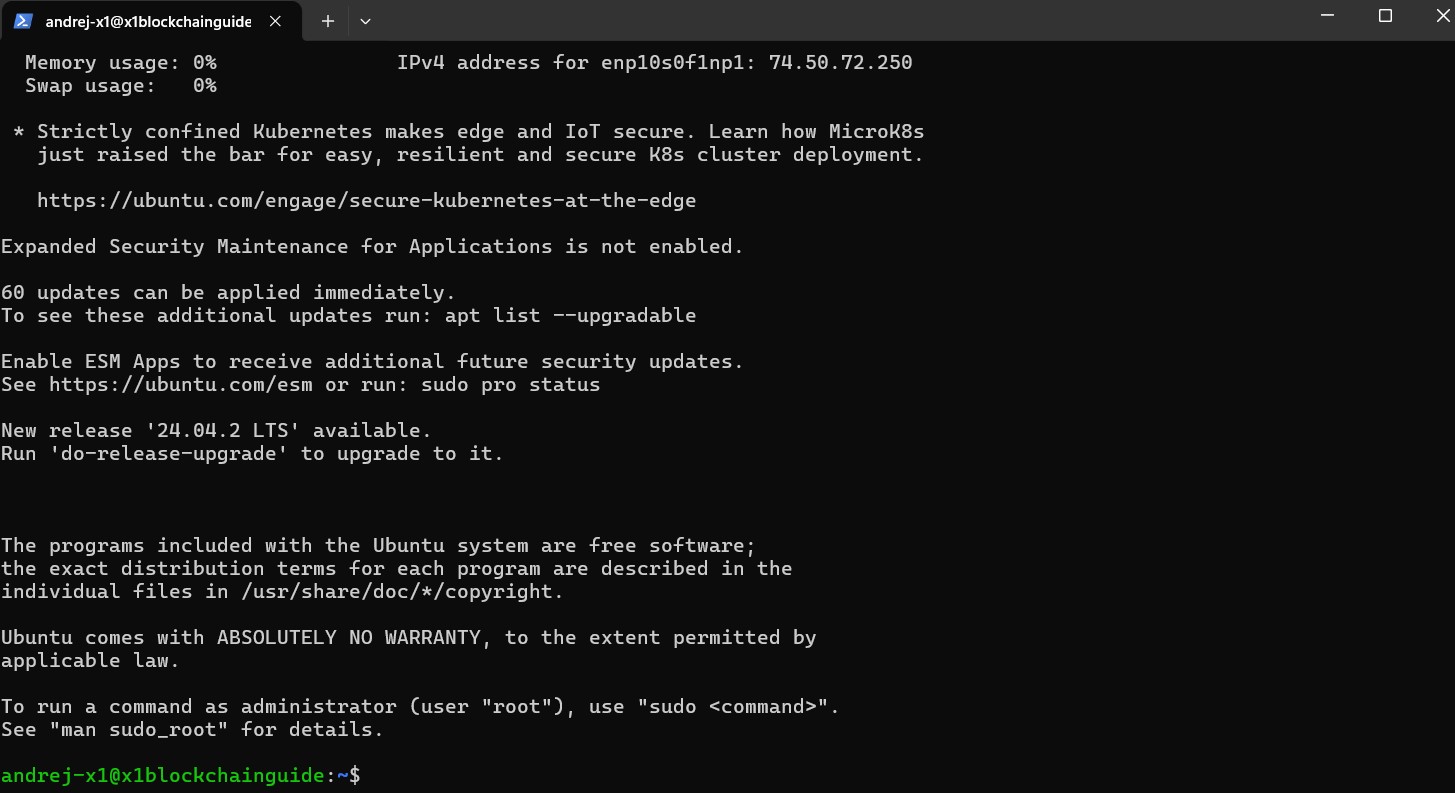 andrej-x1@x1blockchainguide
Memory usage: 0% IPv4 address for enp10s0f1np1: 74.50.72.250
Swap usage: 0%
* Strictly confined Kubernetes makes edge and IoT secure. Learn how MicroK8s
just raised the bar for easy, resilient and secure K8s cluster deployment.
https://ubuntu.com/engage/secure-kubernetes-at-the-edge
Expanded Security Maintenance for Applications is not enabled.
60 updates can be applied immediately.
To see these additional updates run: apt list --upgradable
Enable ESM Apps to receive additional future security updates.
See https://ubuntu.com/esm or run: sudo pro status
New release '24.04.2 LTS' available.
Run 'do-release-upgrade' to upgrade to it.
The programs included with the Ubuntu system are free software;
the exact distribution terms for each program are described in the
individual files in /usr/share/doc/*/copyright.
Ubuntu comes with ABSOLUTELY NO WARRANTY, to the extent permitted by
applicable law.
To run a command as administrator (user "root"), use "sudo <command>".
See "man sudo_root" for details.
andrej-x1@x1blockchainguide:~$